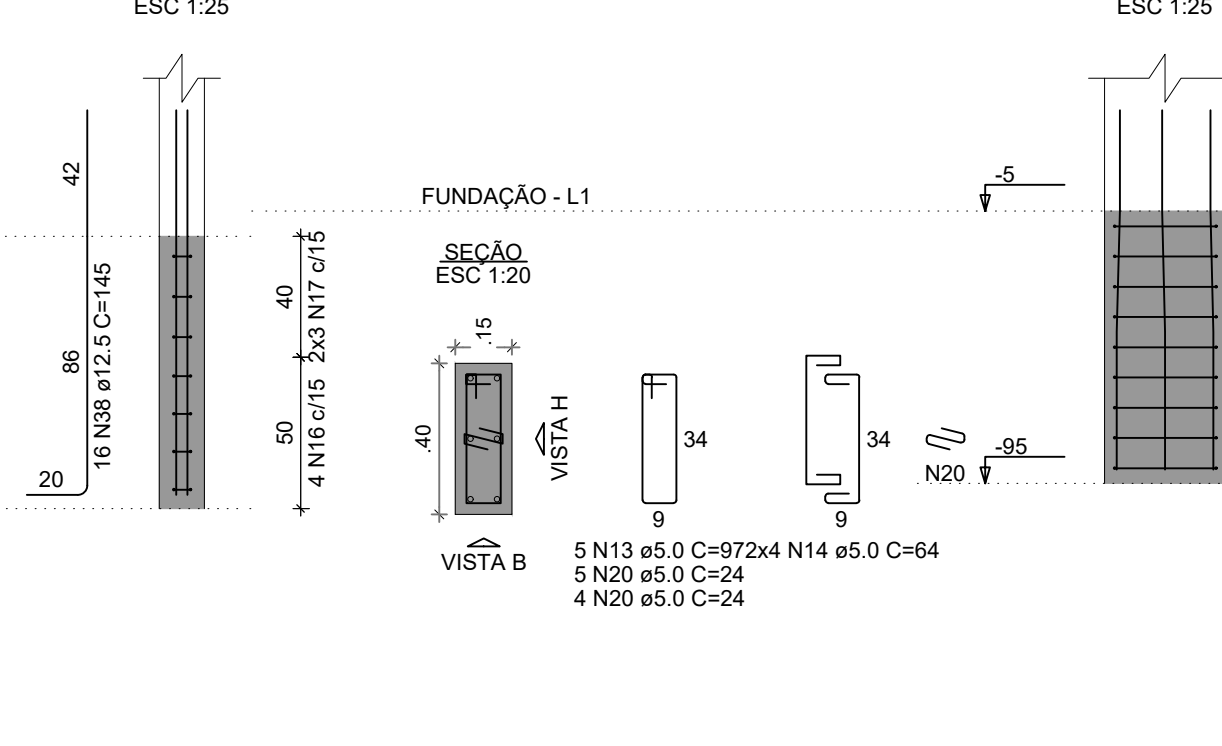 ESC 1:25
ESC 1:25
42
86
20
16 N38 ø12.5 C=145
40
50
2x3 N17 c/15
4 N16 c/15
FUNDAÇÃO - L1
SEÇÃO
ESC 1:20
.15
.40
VISTA H
VISTA B
34
9
34
9
N20
5 N13 ø5.0 C=972x4 N14 ø5.0 C=64
5 N20 ø5.0 C=24
4 N20 ø5.0 C=24
-5
-95